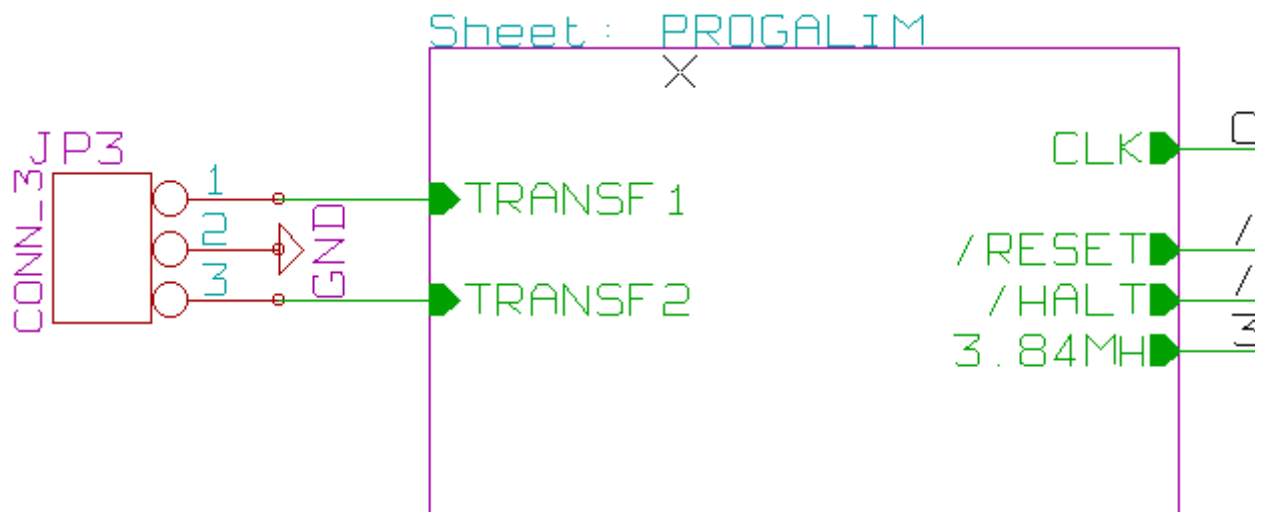 Sheet: PROGALIM
JP3
CONN_3
1
2
3
GND
TRANSF1
TRANSF2
CLK
/RESET
/HALT
3.84MH
/
/